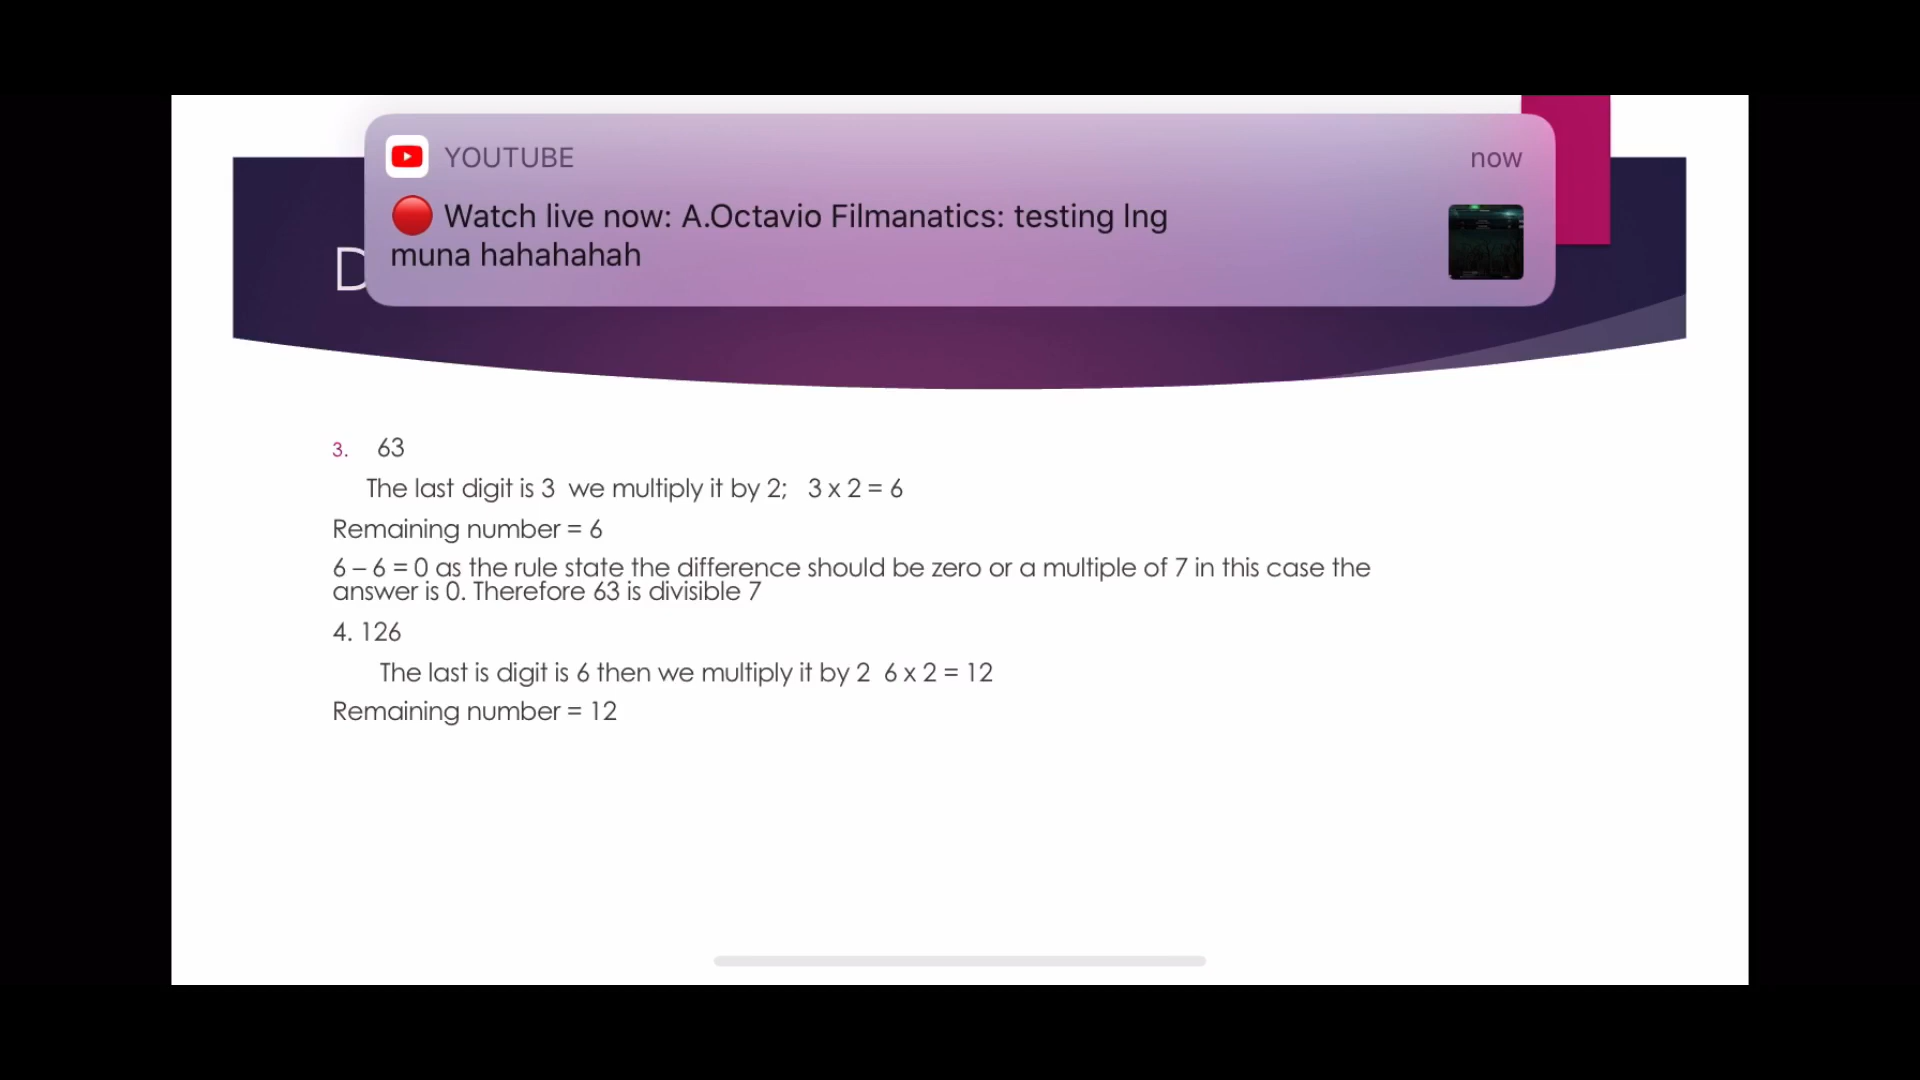 YOUTUBE
now
🔴 Watch live now: A.Octavio Filmanatics: testing lng
muna hahahahah
D
3. 63
The last digit is 3 we multiply it by 2; 3 x 2 = 6
Remaining number = 6
6 – 6 = 0 as the rule state the difference should be zero or a multiple of 7 in this case the
answer is 0. Therefore 63 is divisible 7
4. 126
The last is digit is 6 then we multiply it by 2 6 x 2 = 12
Remaining number = 12